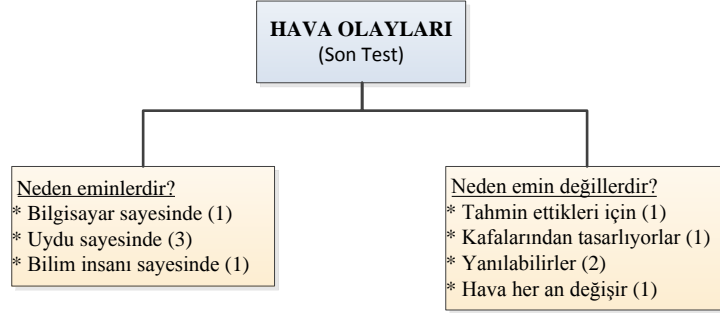 HAVA OLAYLARI
(Son Test)
Neden eminlerdir?
* Bilgisayar sayesinde (1)
* Uydu sayesinde (3)
* Bilim insanı sayesinde (1)
Neden emin değillerdir?
* Tahmin ettikleri için (1)
* Kafalarından tasarlıyorlar (1)
* Yanılabilirler (2)
* Hava her an değişir (1)